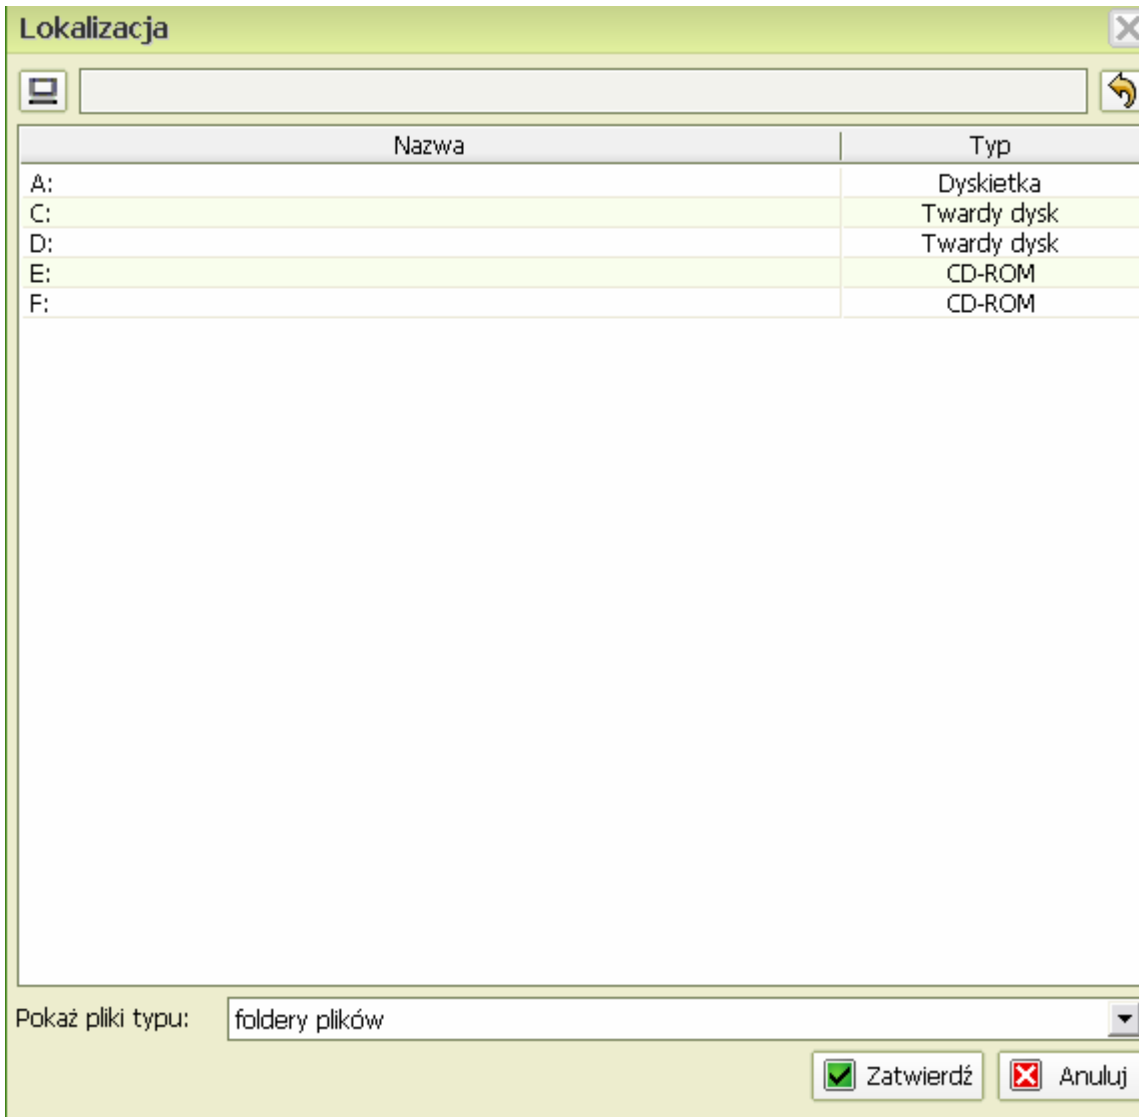 Lokalizacja
Nazwa Typ
A: Dyskietka
C: Twardy dysk
D: Twardy dysk
E: CD-ROM
F: CD-ROM
Pokaż pliki typu: foldery plików
Zatwierdź Anuluj